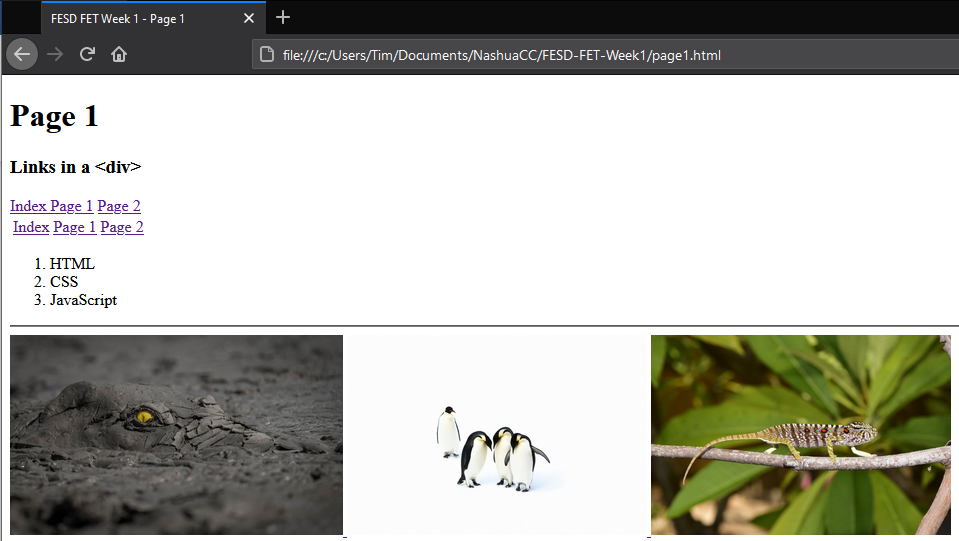 FESD FET Week 1 - Page 1
file:///c:/Users/Tim/Documents/NashuaCC/FESD-FET-Week1/page1.html
Page 1
Links in a <div>
Index Page 1 Page 2
Index Page 1 Page 2
1. HTML
2. CSS
3. JavaScript